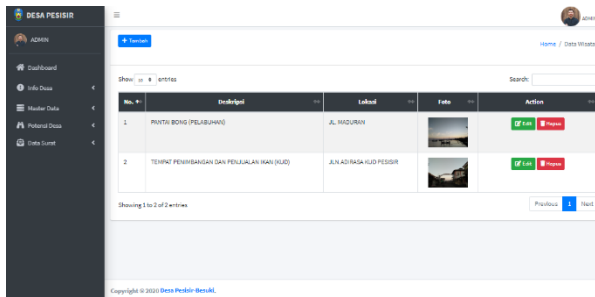 DESA PESISIR
ADMIN
ADMIN
+ Tambah
Home / Data Wisata
Dashboard
Info Desa
Master Data
Potensi Desa
Data Surat
Show 10 entries
Search:
No. Deskripsi Lokasi Foto Action
1 PANTAI BONG (PELABUHAN) JL. MADURAN Edit Hapus
2 TEMPAT PENIMBANGAN DAN PENJUALAN IKAN (KUD) JLN.ADIRASA KUD PESISIR Edit Hapus
Showing 1 to 2 of 2 entries
Previous 1 Next
Copyright © 2020 Desa Pesisir-Besuki.